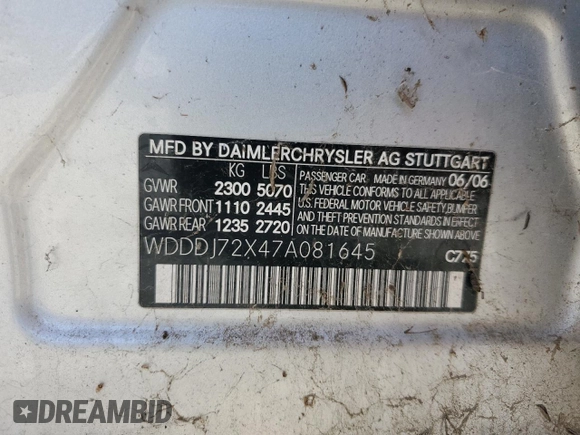 MFD BY DAIMLERCHRYSLER AG STUTTGART
KG LBS
GVWR 2300 5070
GAWR FRONT 1110 2445
GAWR REAR 1235 2720
PASSENGER CAR MADE IN GERMANY 06/06
THIS VEHICLE CONFORMS TO ALL APPLICABLE
U.S. FEDERAL MOTOR VEHICLE SAFETY, BUMPER
AND THEFT PREVENTION STANDARDS IN EFFECT
ON THE DATE OF MANUFACTURE SHOWN ABOVE.
WDDDJ72X47A081645
C775
DREAMBID